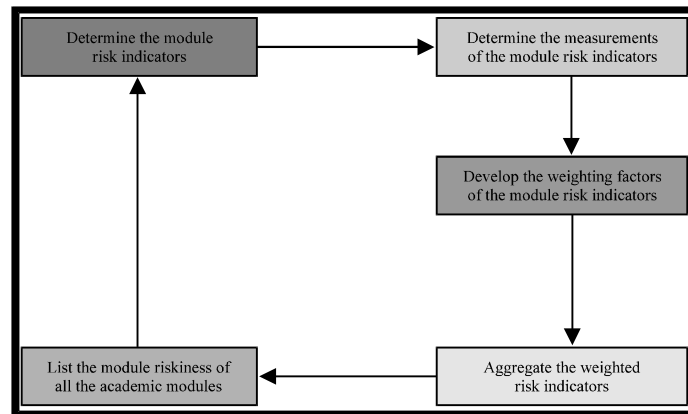 Determine the module
risk indicators
Determine the measurements
of the module risk indicators
Develop the weighting factors
of the module risk indicators
Aggregate the weighted
risk indicators
List the module riskiness of
all the academic modules